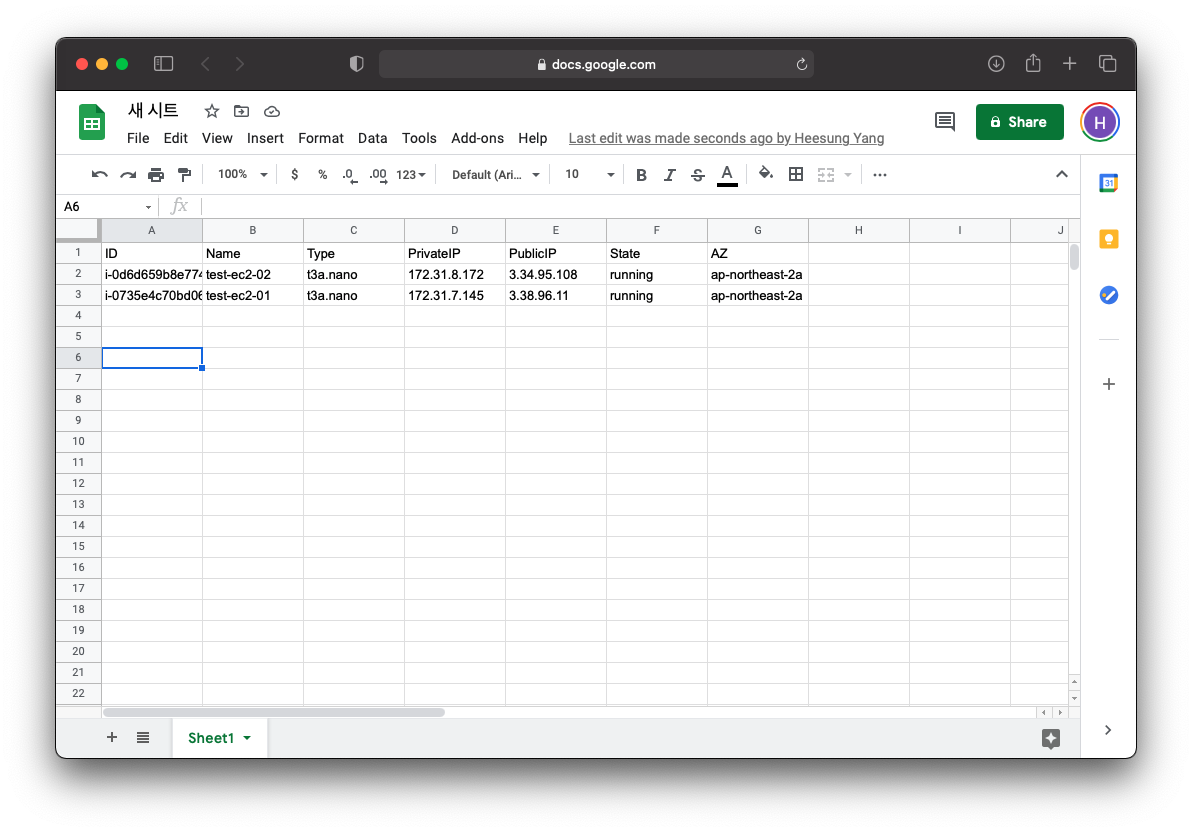 docs.google.com
새 시트
File Edit View Insert Format Data Tools Add-ons Help Last edit was made seconds ago by Heesung Yang
Share
H
100% $ % .0 .00 123 Default (Ari... 10 B I S A ...
31
A6 fx
A B C D E F G H I J
1 ID Name Type PrivateIP PublicIP State AZ
2 i-0d6d659b8e774 test-ec2-02 t3a.nano 172.31.8.172 3.34.95.108 running ap-northeast-2a
3 i-0735e4c70bd06 test-ec2-01 t3a.nano 172.31.7.145 3.38.96.11 running ap-northeast-2a
4
5
6
7
8
9
10
11
12
13
14
15
16
17
18
19
20
21
22
Sheet1